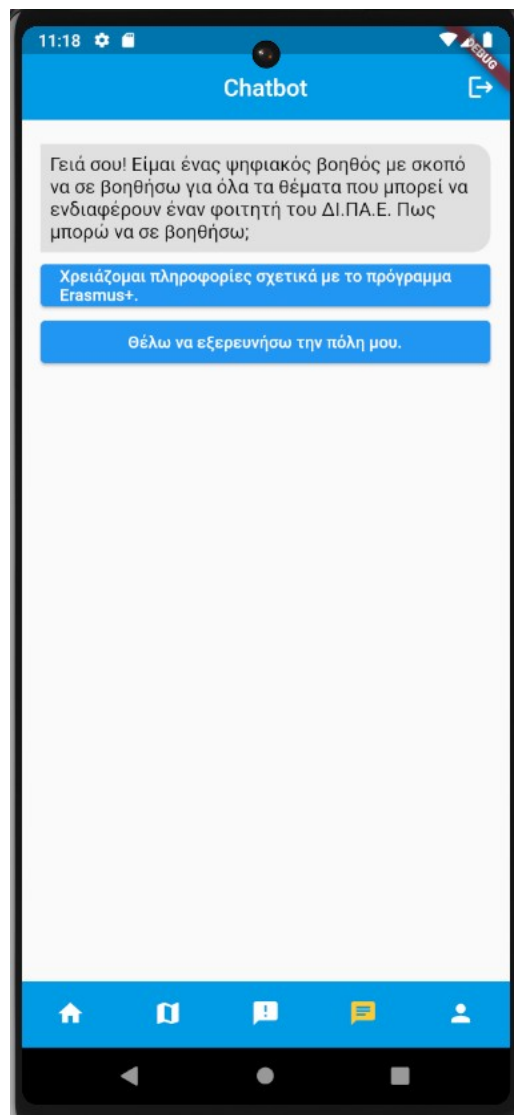 11:18
DEBUG
Chatbot
Γειά σου! Είμαι ένας ψηφιακός βοηθός με σκοπό
να σε βοηθήσω για όλα τα θέματα που μπορεί να
ενδιαφέρουν έναν φοιτητή του ΔΙ.ΠΑ.Ε. Πως
μπορώ να σε βοηθήσω;
Χρειάζομαι πληροφορίες σχετικά με το πρόγραμμα
Erasmus+.
Θέλω να εξερευνήσω την πόλη μου.